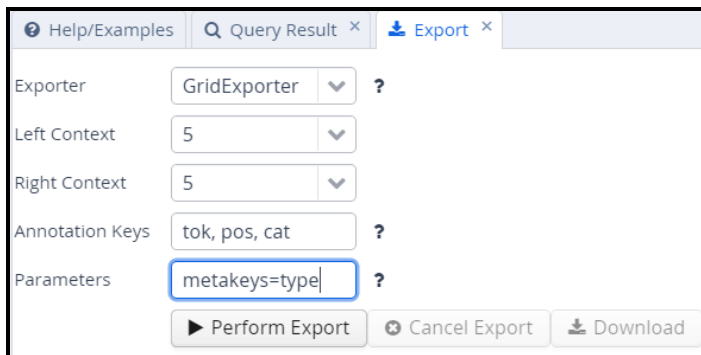 Help/Examples Query Result × Export ×
Exporter GridExporter ?
Left Context 5
Right Context 5
Annotation Keys tok, pos, cat ?
Parameters metakeys=type ?
Perform Export Cancel Export Download